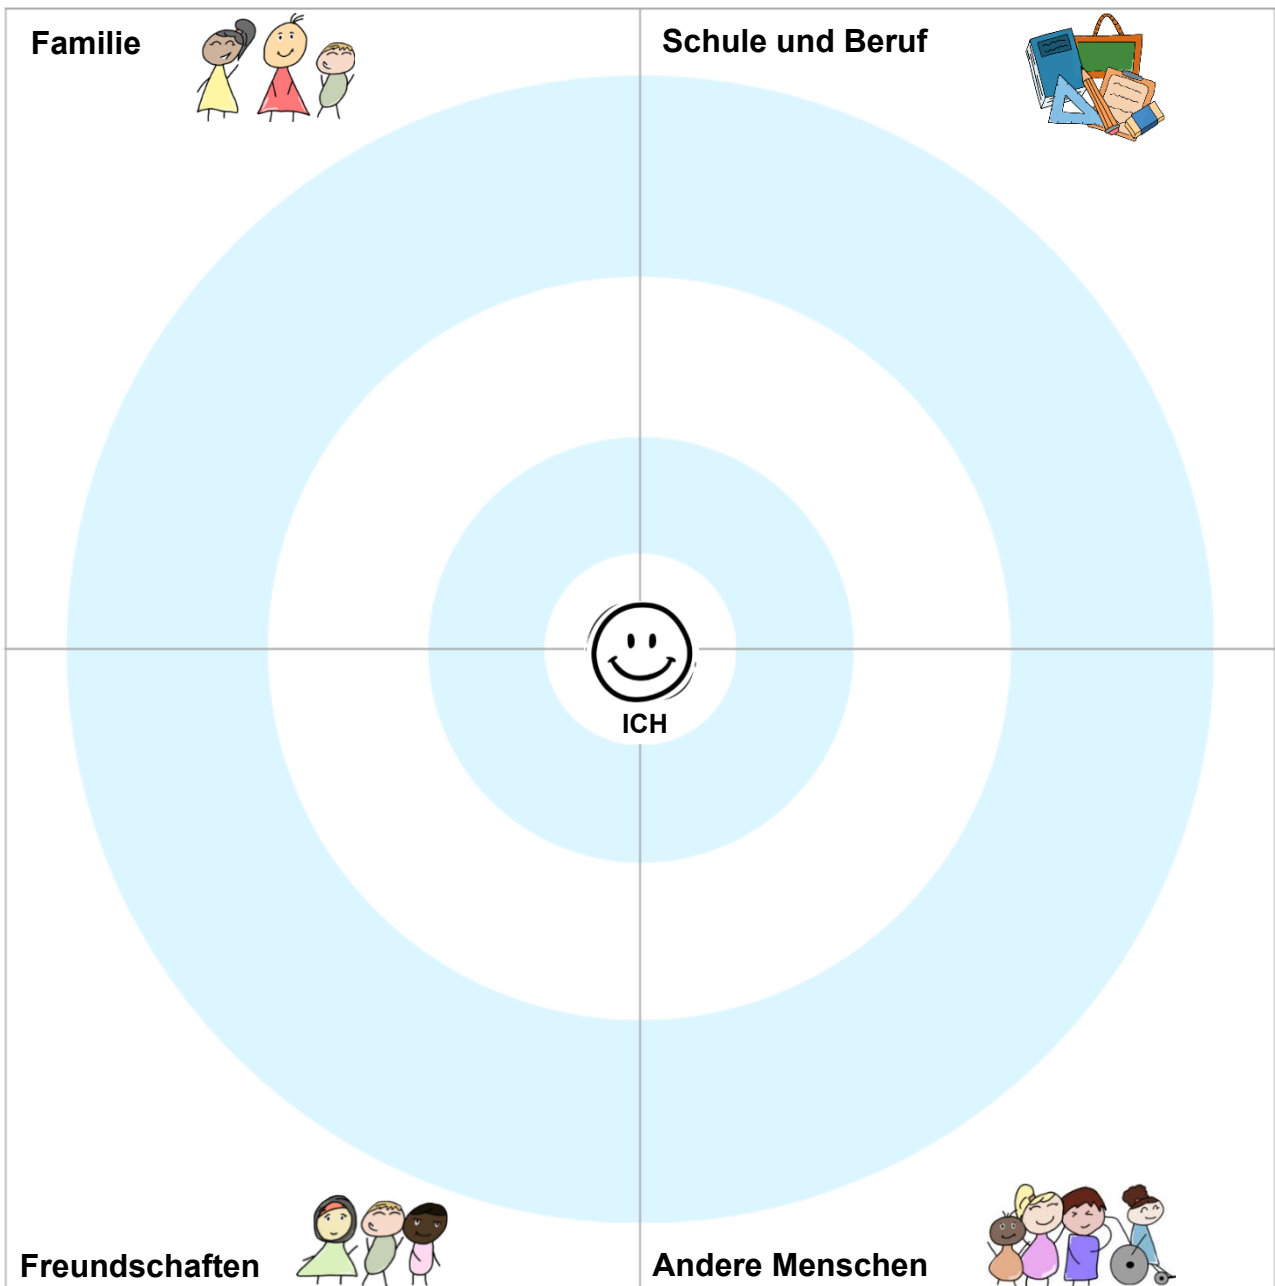 Familie
Schule und Beruf
ICH
Freundschaften
Andere Menschen